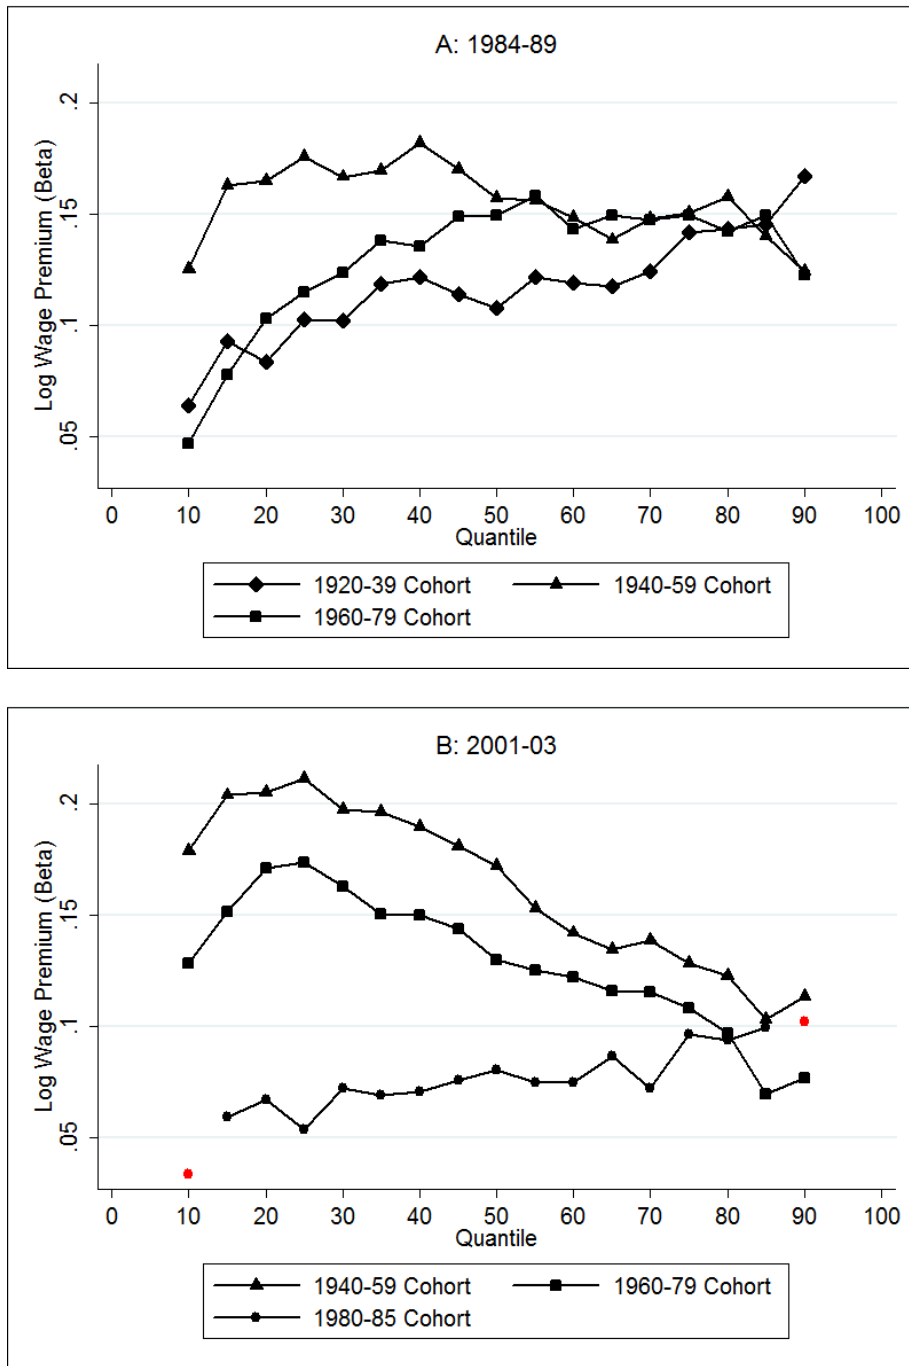 A: 1984-89
Log Wage Premium (Beta)
.2
.15
.1
.05
0 10 20 30 40 50 60 70 80 90 100
Quantile
1920-39 Cohort 1940-59 Cohort
1960-79 Cohort
B: 2001-03
Log Wage Premium (Beta)
.2
.15
.1
.05
0 10 20 30 40 50 60 70 80 90 100
Quantile
1940-59 Cohort 1960-79 Cohort
1980-85 Cohort